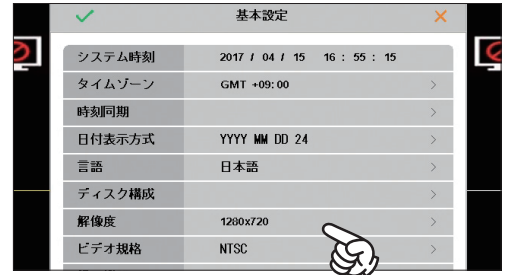 基本設定
システム時刻 2017 / 04 / 15 16 : 55 : 15
タイムゾーン GMT +09:00
時刻同期
日付表示方式 YYYY MM DD 24
言語 日本語
ディスク構成
解像度 1280x720
ビデオ規格 NTSC